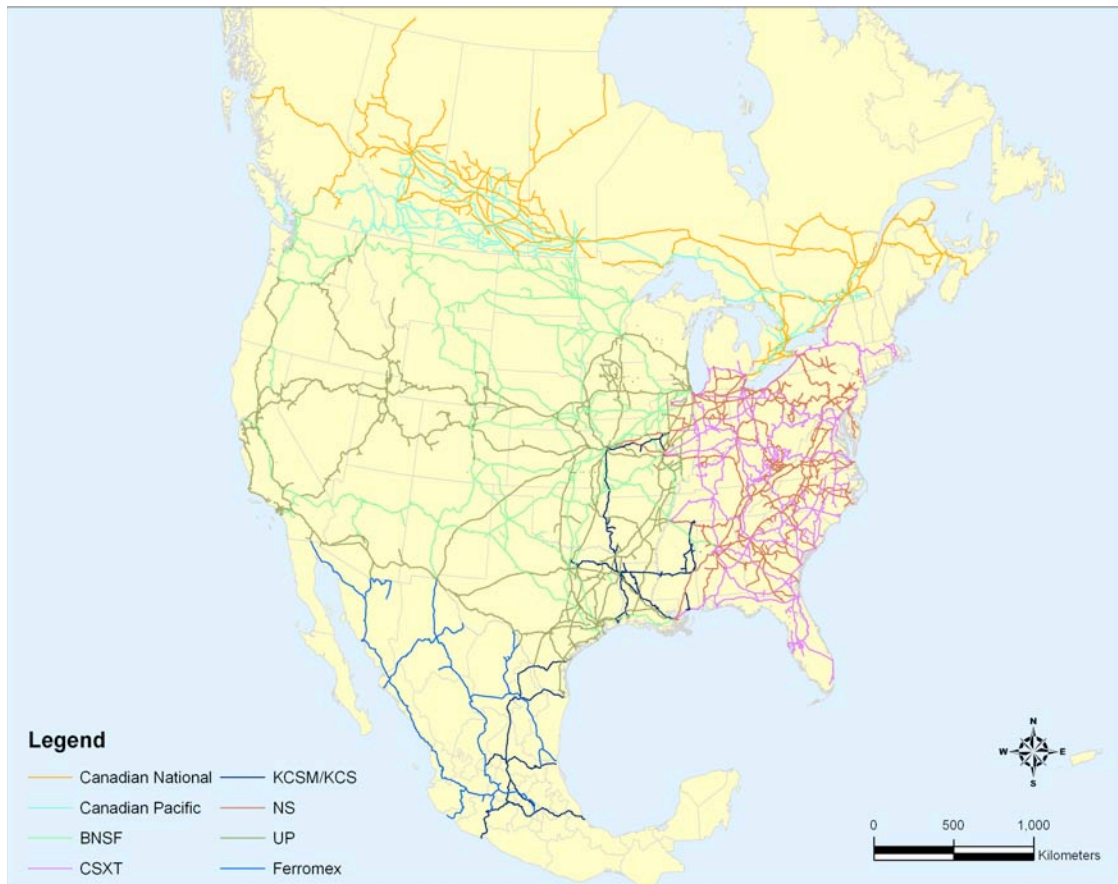 Legend
Canadian National
Canadian Pacific
BNSF
CSXT
KCSM/KCS
NS
UP
Ferromex
N
W E
S
0 500 1,000
Kilometers